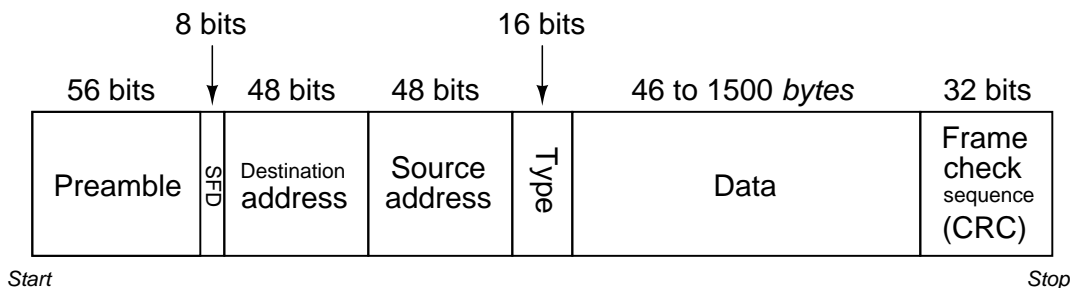 8 bits
16 bits
56 bits
48 bits
48 bits
46 to 1500 bytes
32 bits
Preamble
SFD
Destination
address
Source
address
Type
Data
Frame
check
sequence
(CRC)
Start
Stop